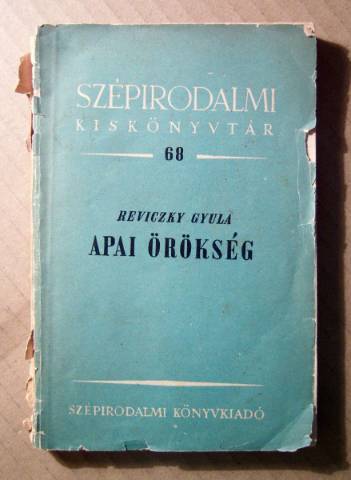 SZÉPIRODALMI
KISKÖNYVTÁR
68
REVICZKY GYULA
APAI ÖRÖKSÉG
SZÉPIRODALMI KÖNYVKIADÓ